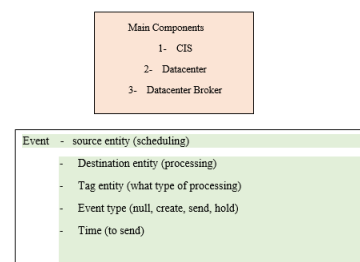 Main Components
1- CIS
2- Datacenter
3- Datacenter Broker
Event - source entity (scheduling)
- Destination entity (processing)
- Tag entity (what type of processing)
- Event type (null, create, send, hold)
- Time (to send)